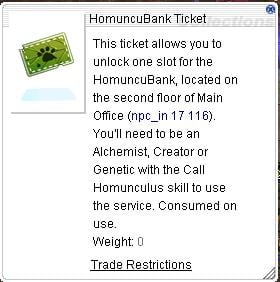 HomuncuBank Ticket
This ticket allows you to
unlock one slot for the
HomuncuBank, located on
the second floor of Main
Office (npc_in 17 116).
You'll need to be an
Alchemist, Creator or
Genetic with the Call
Homunculus skill to use
the service. Consumed on
use.
Weight: 0
Trade Restrictions